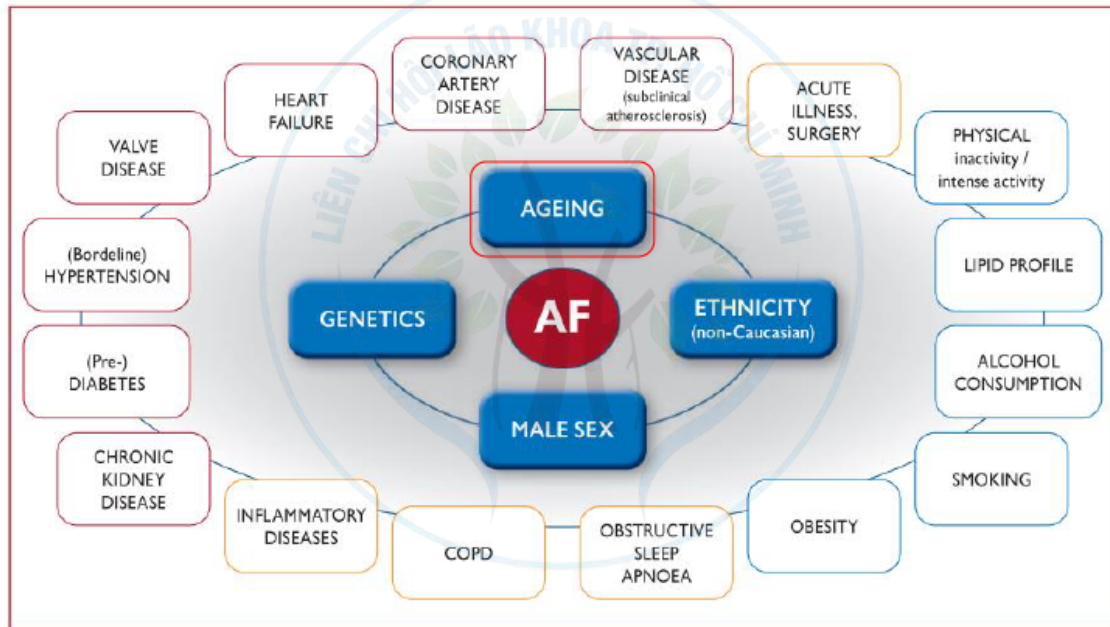 CORONARY
ARTERY
DISEASE
VASCULAR
DISEASE
(subclinical
atherosclerosis)
HEART
FAILURE
ACUTE
ILLNESS,
SURGERY
VALVE
DISEASE
PHYSICAL
inactivity /
intense activity
AGEING
(Bordeline)
HYPERTENSION
LIPID PROFILE
GENETICS
AF
ETHNICITY
(non-Caucasian)
(Pre-)
DIABETES
ALCOHOL
CONSUMPTION
MALE SEX
CHRONIC
KIDNEY
DISEASE
SMOKING
INFLAMMATORY
DISEASES
COPD
OBSTRUCTIVE
SLEEP
APNOEA
OBESITY